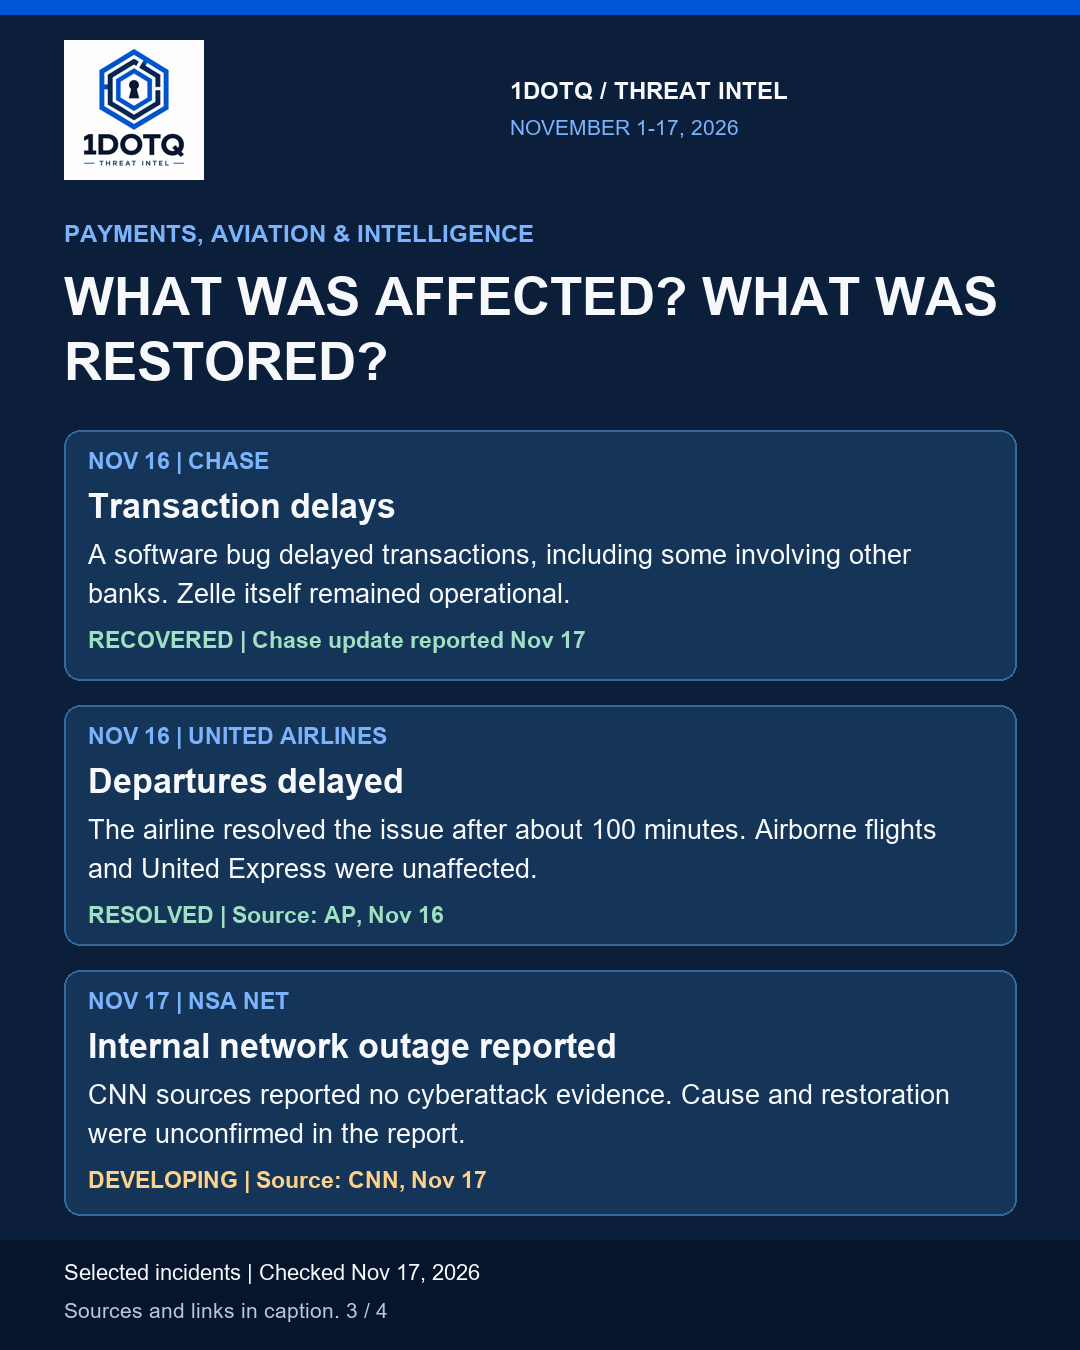 1DOTQ
THREAT INTEL
1DOTQ / THREAT INTEL
NOVEMBER 1-17, 2026
PAYMENTS, AVIATION & INTELLIGENCE
WHAT WAS AFFECTED? WHAT WAS
RESTORED?
NOV 16 | CHASE
Transaction delays
A software bug delayed transactions, including some involving other
banks. Zelle itself remained operational.
RECOVERED | Chase update reported Nov 17
NOV 16 | UNITED AIRLINES
Departures delayed
The airline resolved the issue after about 100 minutes. Airborne flights
and United Express were unaffected.
RESOLVED | Source: AP, Nov 16
NOV 17 | NSA NET
Internal network outage reported
CNN sources reported no cyberattack evidence. Cause and restoration
were unconfirmed in the report.
DEVELOPING | Source: CNN, Nov 17
Selected incidents | Checked Nov 17, 2026
Sources and links in caption. 3 / 4